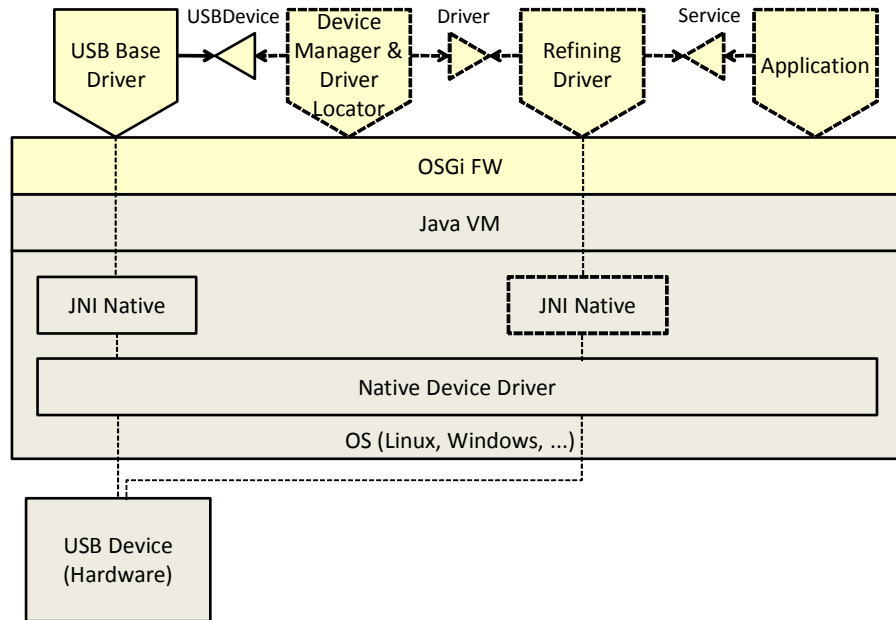 USBDevice
Driver
Service
USB Base
Driver
Device
Manager &
Driver
Locator
Refining
Driver
Application
OSGi FW
Java VM
JNI Native
JNI Native
Native Device Driver
OS (Linux, Windows, ...)
USB Device
(Hardware)